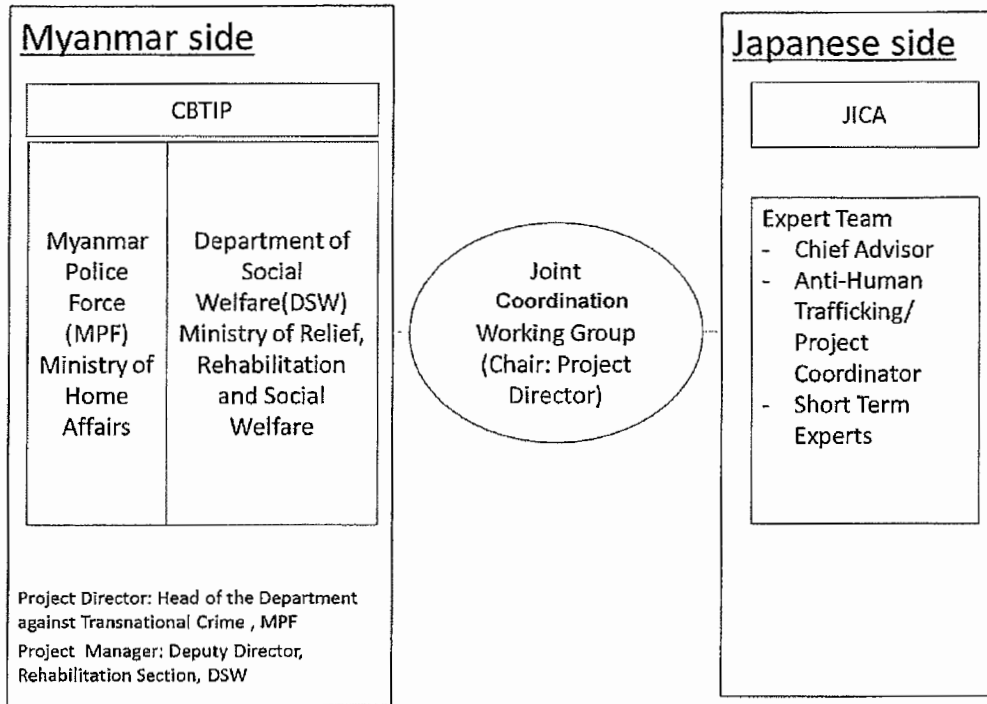 Myanmar side
CBTIP
Myanmar
Police
Force
(MPF)
Ministry of
Home
Affairs
Department of
Social
Welfare(DSW)
Ministry of Relief,
Rehabilitation
and Social
Welfare
Project Director: Head of the Department
against Transnational Crime , MPF
Project Manager: Deputy Director,
Rehabilitation Section, DSW
Joint
Coordination
Working Group
(Chair: Project
Director)
Japanese side
JICA
Expert Team
- Chief Advisor
- Anti-Human
Trafficking/
Project
Coordinator
- Short Term
Experts